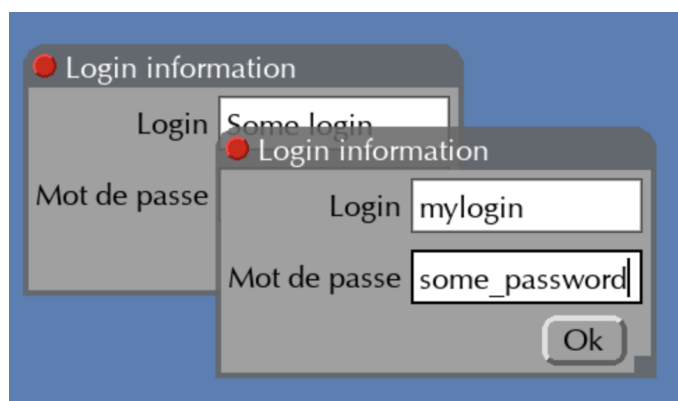 Login information
Login Some login
Mot de passe
Login information
Login mylogin
Mot de passe some_password
Ok